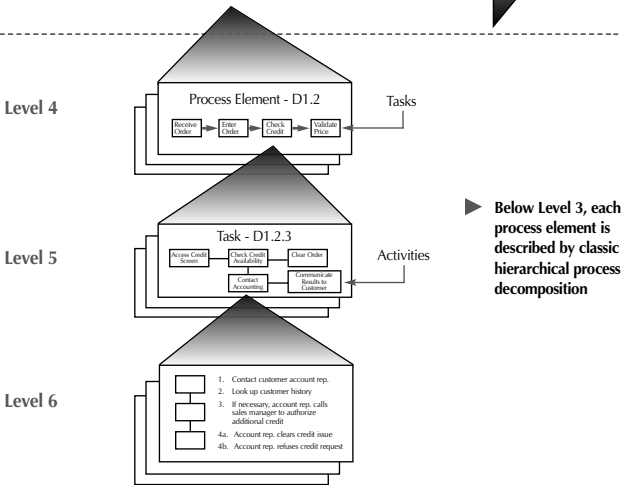 Level 4
Process Element - D1.2
Receive
Order
Enter
Order
Check
Credit
Validate
Price
Tasks
Level 5
Task - D1.2.3
Access Credit
Screen
Check Credit
Availability
Clear Order
Contact
Accounting
Communicate
Results to
Customer
Activities
Below Level 3, each
process element is
described by classic
hierarchical process
decomposition
Level 6
1. Contact customer account rep.
2. Look up customer history
3. If necessary, account rep. calls
sales manager to authorize
additional credit
4a. Account rep. clears credit issue
4b. Account rep. refuses credit request